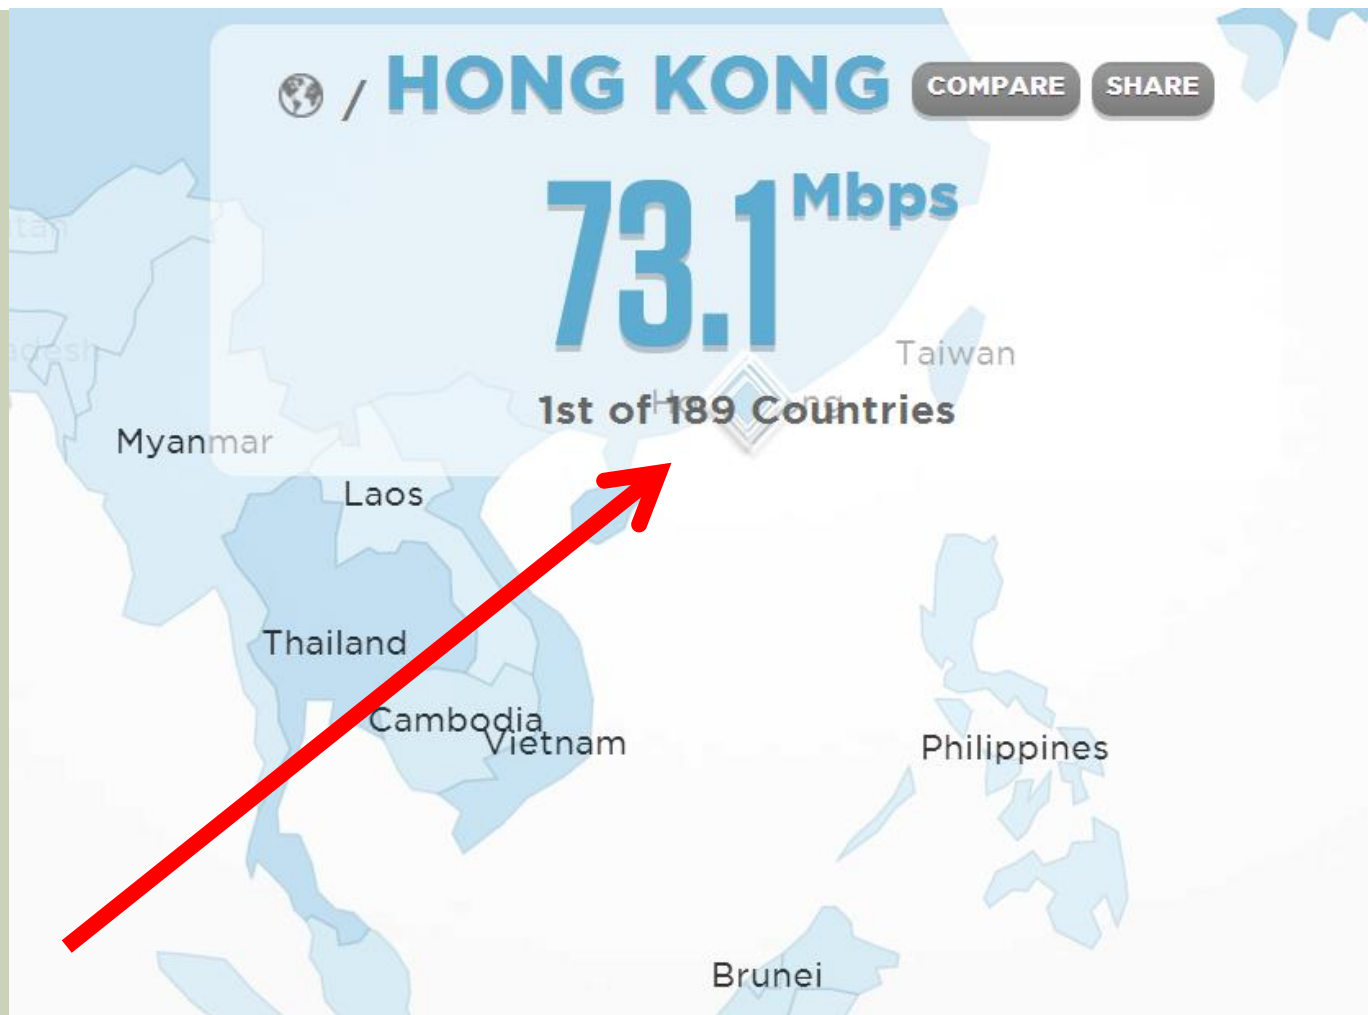 / HONG KONG COMPARE SHARE
73.1 Mbps
Taiwan
1st of 189 Countries
Myanmar
Laos
Thailand
Cambodia
Vietnam
Philippines
Brunei